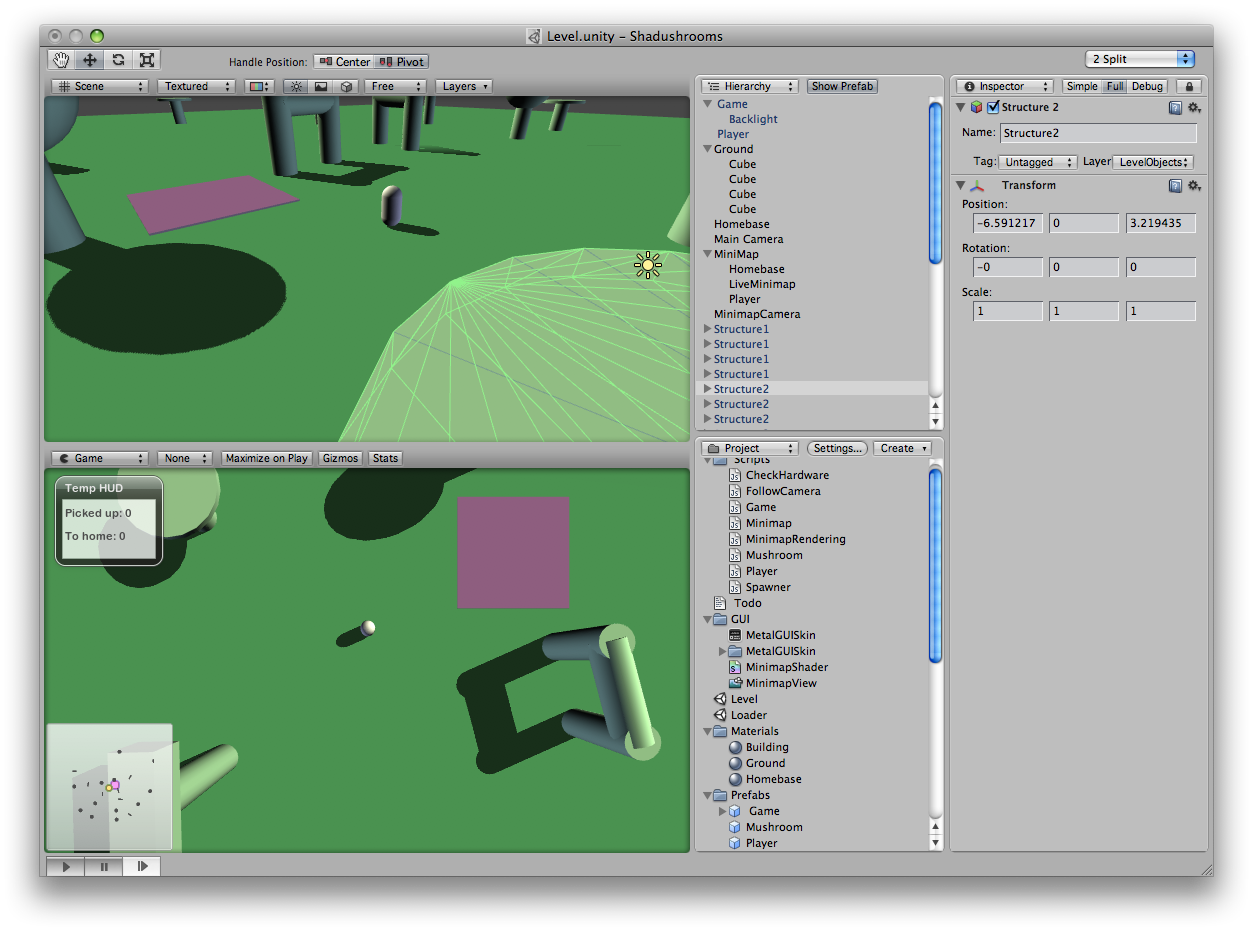 Level.unity – Shadushrooms
Handle Position: Center Pivot
2 Split
Scene Textured Free Layers
Hierarchy Show Prefab
Game
Backlight
Player
Ground
Cube
Cube
Cube
Cube
Homebase
Main Camera
MiniMap
Homebase
LiveMinimap
Player
MinimapCamera
Structure1
Structure1
Structure1
Structure1
Structure2
Structure2
Structure2
Inspector Simple Full Debug
Structure 2
Name: Structure2
Tag: Untagged Layer LevelObjects
Transform
Position:
-6.591217 0 3.219435
Rotation:
-0 0 0
Scale:
1 1 1
Game None Maximize on Play Gizmos Stats
Temp HUD
Picked up: 0
To home: 0
Project Settings... Create
Scripts
CheckHardware
FollowCamera
Game
Minimap
MinimapRendering
Mushroom
Player
Spawner
Todo
GUI
MetalGUISkin
MetalGUISkin
MinimapShader
MinimapView
Level
Loader
Materials
Building
Ground
Homebase
Prefabs
Game
Mushroom
Player